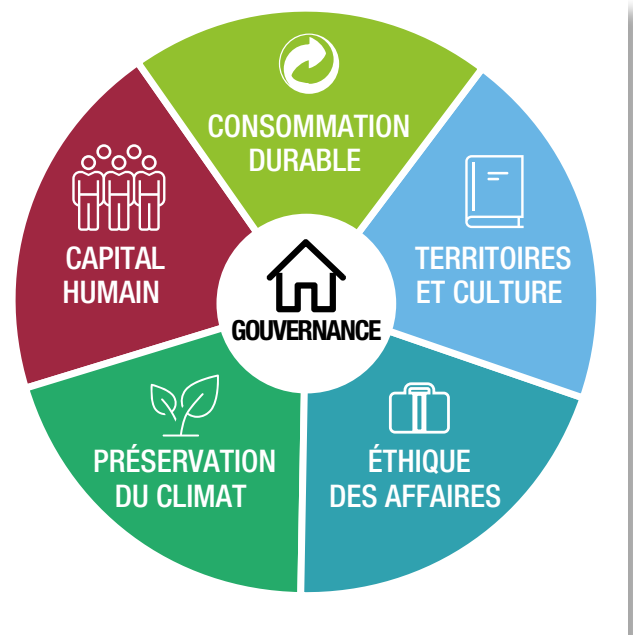 CONSOMMATION
DURABLE
TERRITOIRES
ET CULTURE
CAPITAL
HUMAIN
GOUVERNANCE
PRÉSERVATION
DU CLIMAT
ÉTHIQUE
DES AFFAIRES